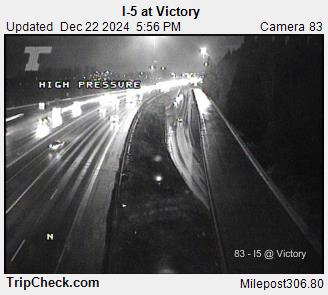 I-5 at Victory
Updated Dec 22 2024 5:56 PM Camera 83
HIGH PRESSURE
N
83 - I5 @ Victory
TripCheck.com Milepost306.80